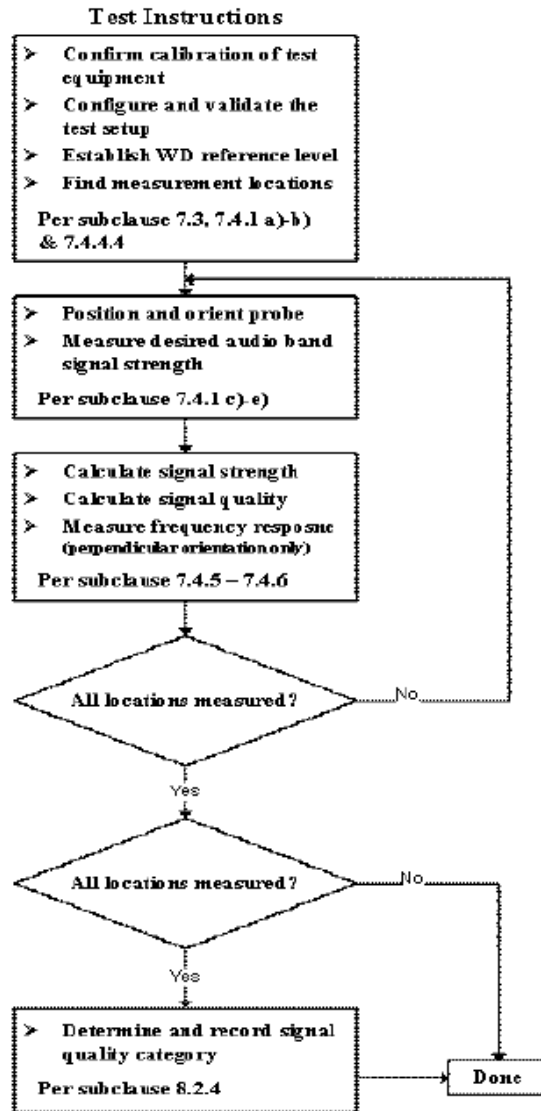 Test Instructions
➢ Confirm calibration of test
equipment
➢ Configure and validate the
test setup
➢ Establish WD reference level
➢ Find measurement locations
Per subclause 7.3, 7.4.1 a)-b)
& 7.4.4.4
➢ Position and orient probe
➢ Measure desired audio band
signal strength
Per subclause 7.4.1 c)-e)
➢ Calculate signal strength
➢ Calculate signal quality
➢ Measure frequency resposne
(perpendicular orientation only)
Per subclause 7.4.5 – 7.4.6
All locations measured?
No
Yes
All locations measured?
No
Yes
➢ Determine and record signal
quality category
Per subclause 8.2.4
Done